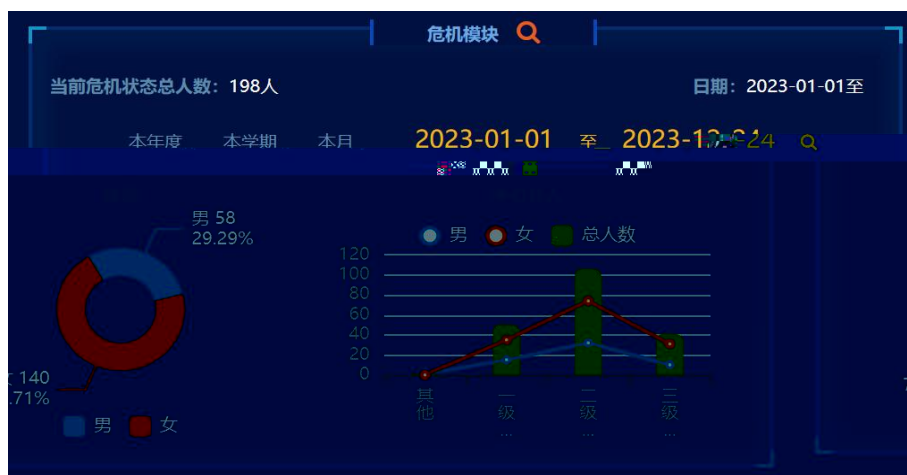 危机模块
当前危机状态总人数：198人
日期：2023-01-01至
本年度 本学期 本月 2023-01-01 至
男 58
29.29%
男 女 总人数
120
100
80
60
40
20
0
其他 一级... 二级... 三级...
140
.71%
男 女